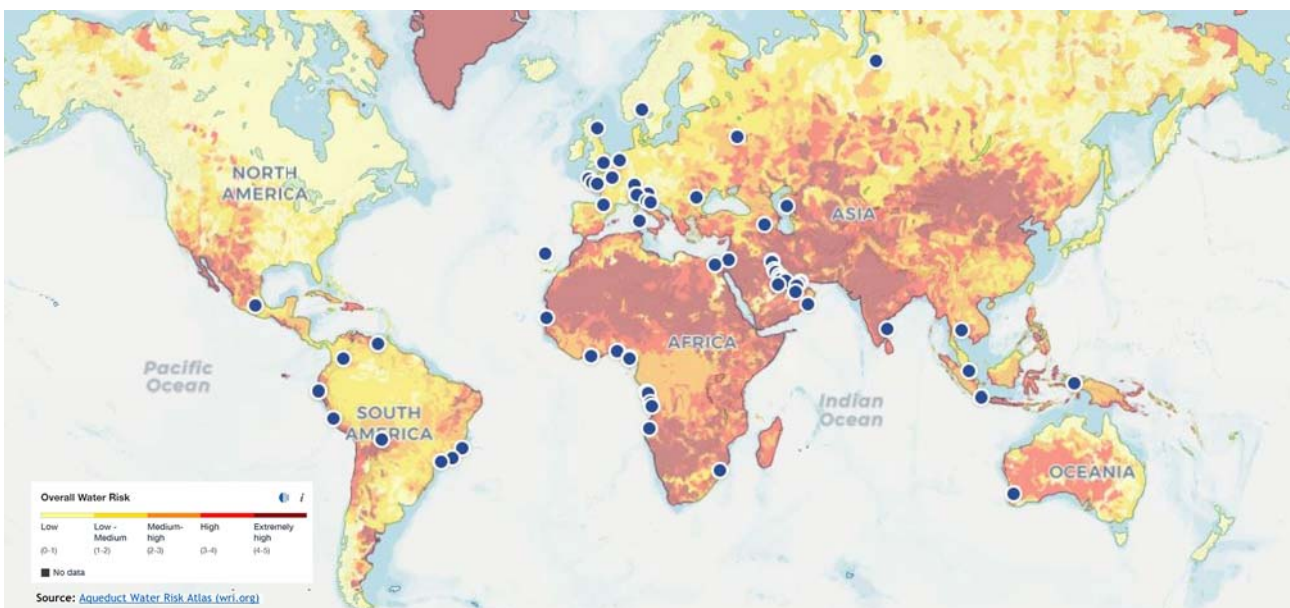 NORTH
AMERICA
ASIA
AFRICA
Pacific
Ocean
Indian
Ocean
SOUTH
AMERICA
OCEANIA
Overall Water Risk i
Low Low - Medium- High Extremely
Medium high high
(0-1) (1-2) (2-3) (3-4) (4-5)
No data
Source: Aqueduct Water Risk Atlas (wri.org)